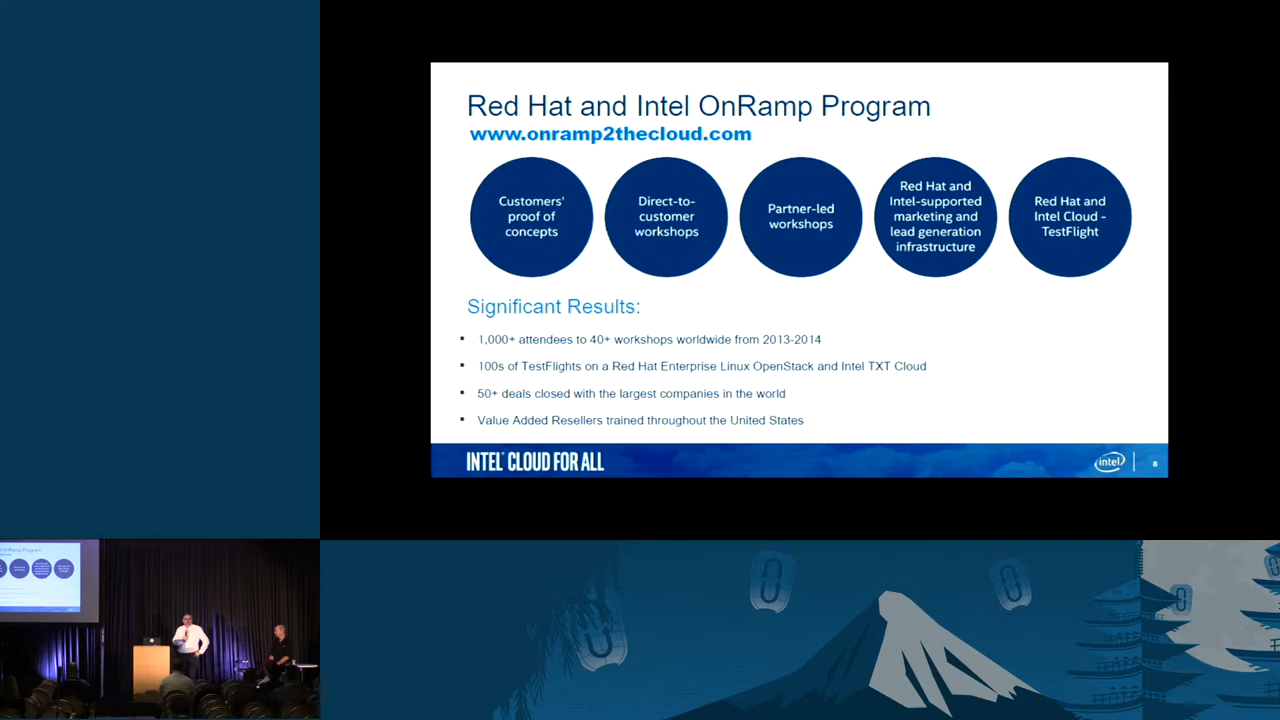 Red Hat and Intel OnRamp Program
www.onramp2thecloud.com
Customers'
proof of
concepts
Direct-to-
customer
workshops
Partner-led
workshops
Red Hat and
Intel-supported
marketing and
lead generation
infrastructure
Red Hat and
Intel Cloud -
TestFlight
Significant Results:
1,000+ attendees to 40+ workshops worldwide from 2013-2014
100s of TestFlights on a Red Hat Enterprise Linux OpenStack and Intel TXT Cloud
50+ deals closed with the largest companies in the world
Value Added Resellers trained throughout the United States
INTEL® CLOUD FOR ALL
intel
8